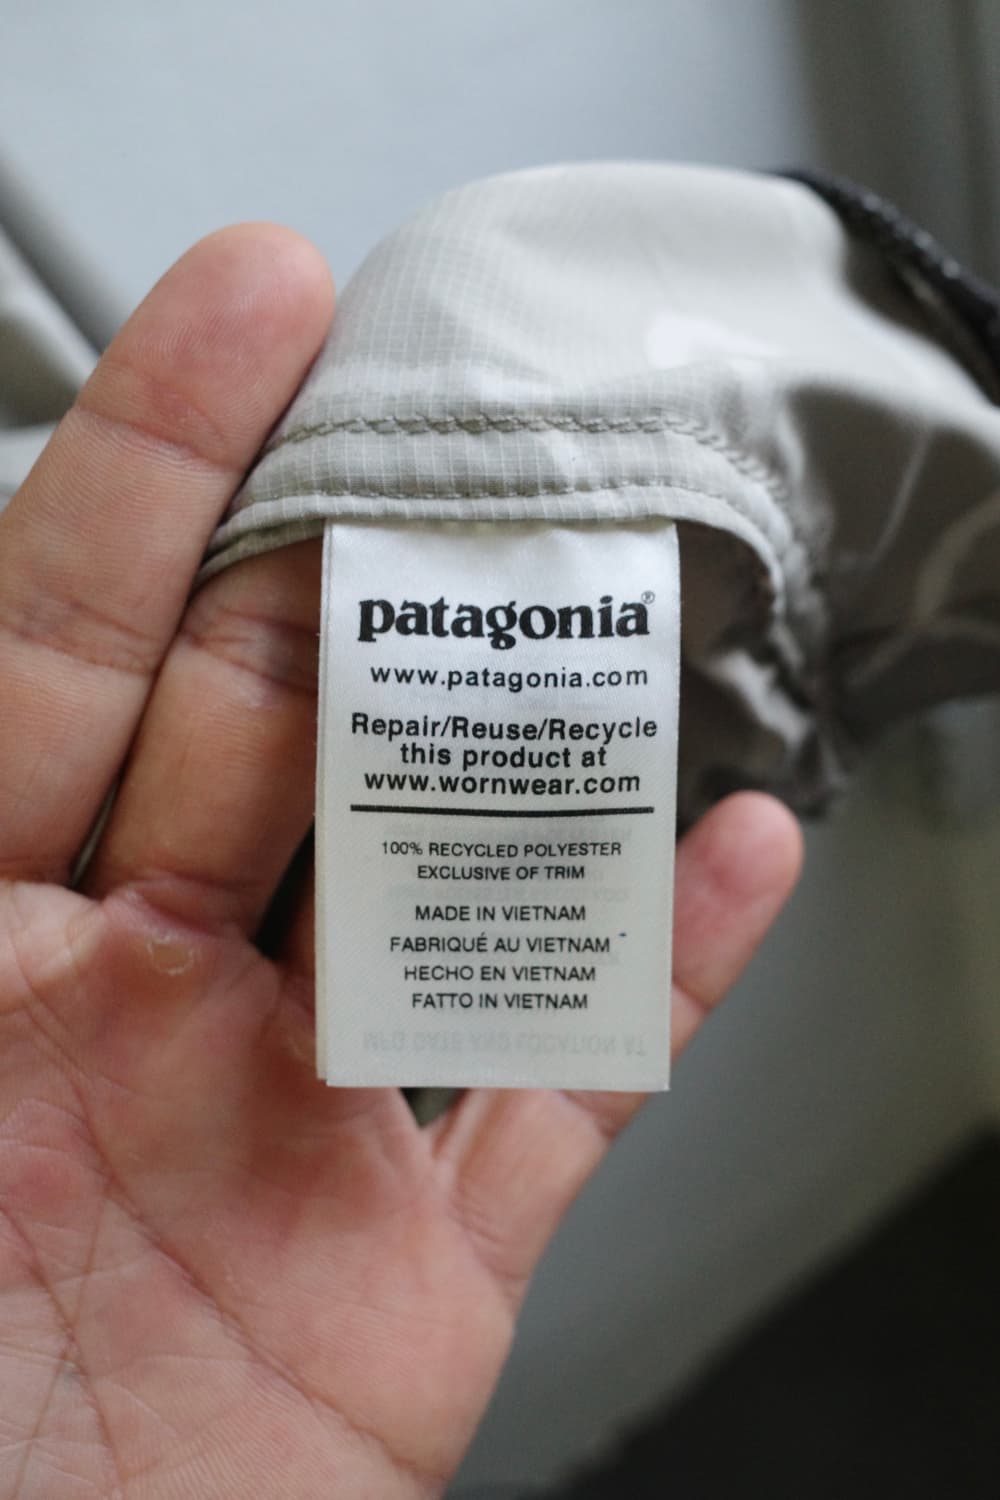 patagonia®
www.patagonia.com
Repair/Reuse/Recycle
this product at
www.wornwear.com
100% RECYCLED POLYESTER
EXCLUSIVE OF TRIM
MADE IN VIETNAM
FABRIQUÉ AU VIETNAM
HECHO EN VIETNAM
FATTO IN VIETNAM